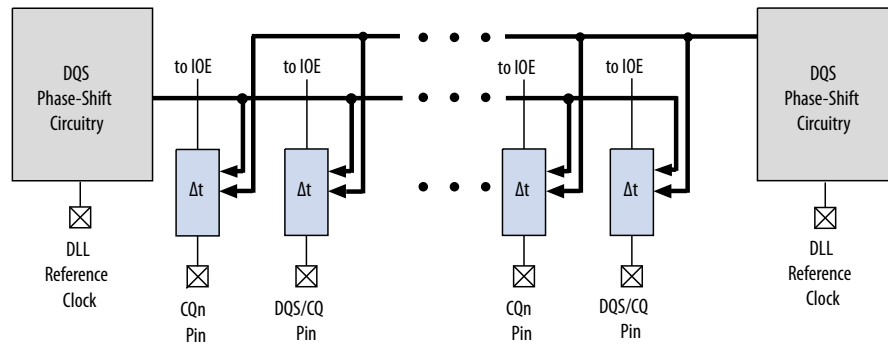 DQS
Phase-Shift
Circuitry
to IOE
to IOE
to IOE
to IOE
DQS
Phase-Shift
Circuitry
Δt
Δt
Δt
Δt
DLL
Reference
Clock
CQn
Pin
DQS/CQ
Pin
CQn
Pin
DQS/CQ
Pin
DLL
Reference
Clock